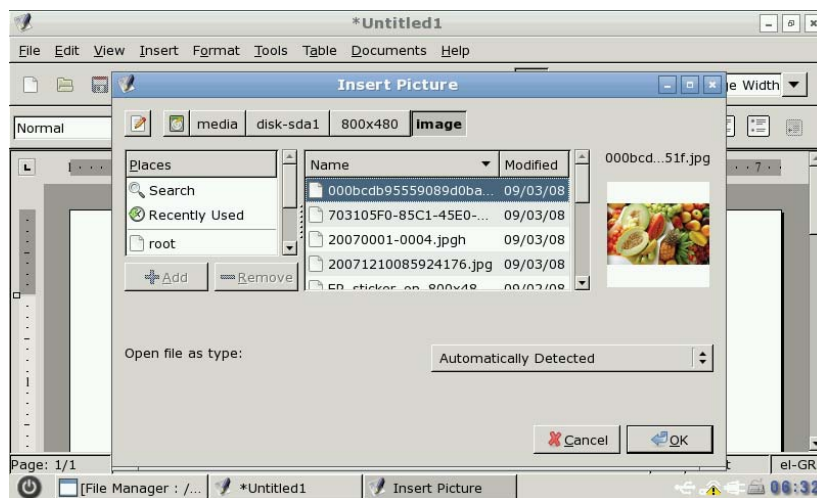 *Untitled1
File Edit View Insert Format Tools Table Documents Help
Insert Picture
e Width
Normal
media disk-sda1 800x480 image
Places
Name Modified
000bcd...51f.jpg
Search
000bcdb95559089d0ba... 09/03/08
Recently Used
703105F0-85C1-45E0-... 09/03/08
root
20070001-0004.jpgh 09/03/08
20071210085924176.jpg 09/03/08
Add Remove
Open file as type:
Automatically Detected
Cancel OK
Page: 1/1
el-GR
[File Manager : /... *Untitled1 Insert Picture
06:32